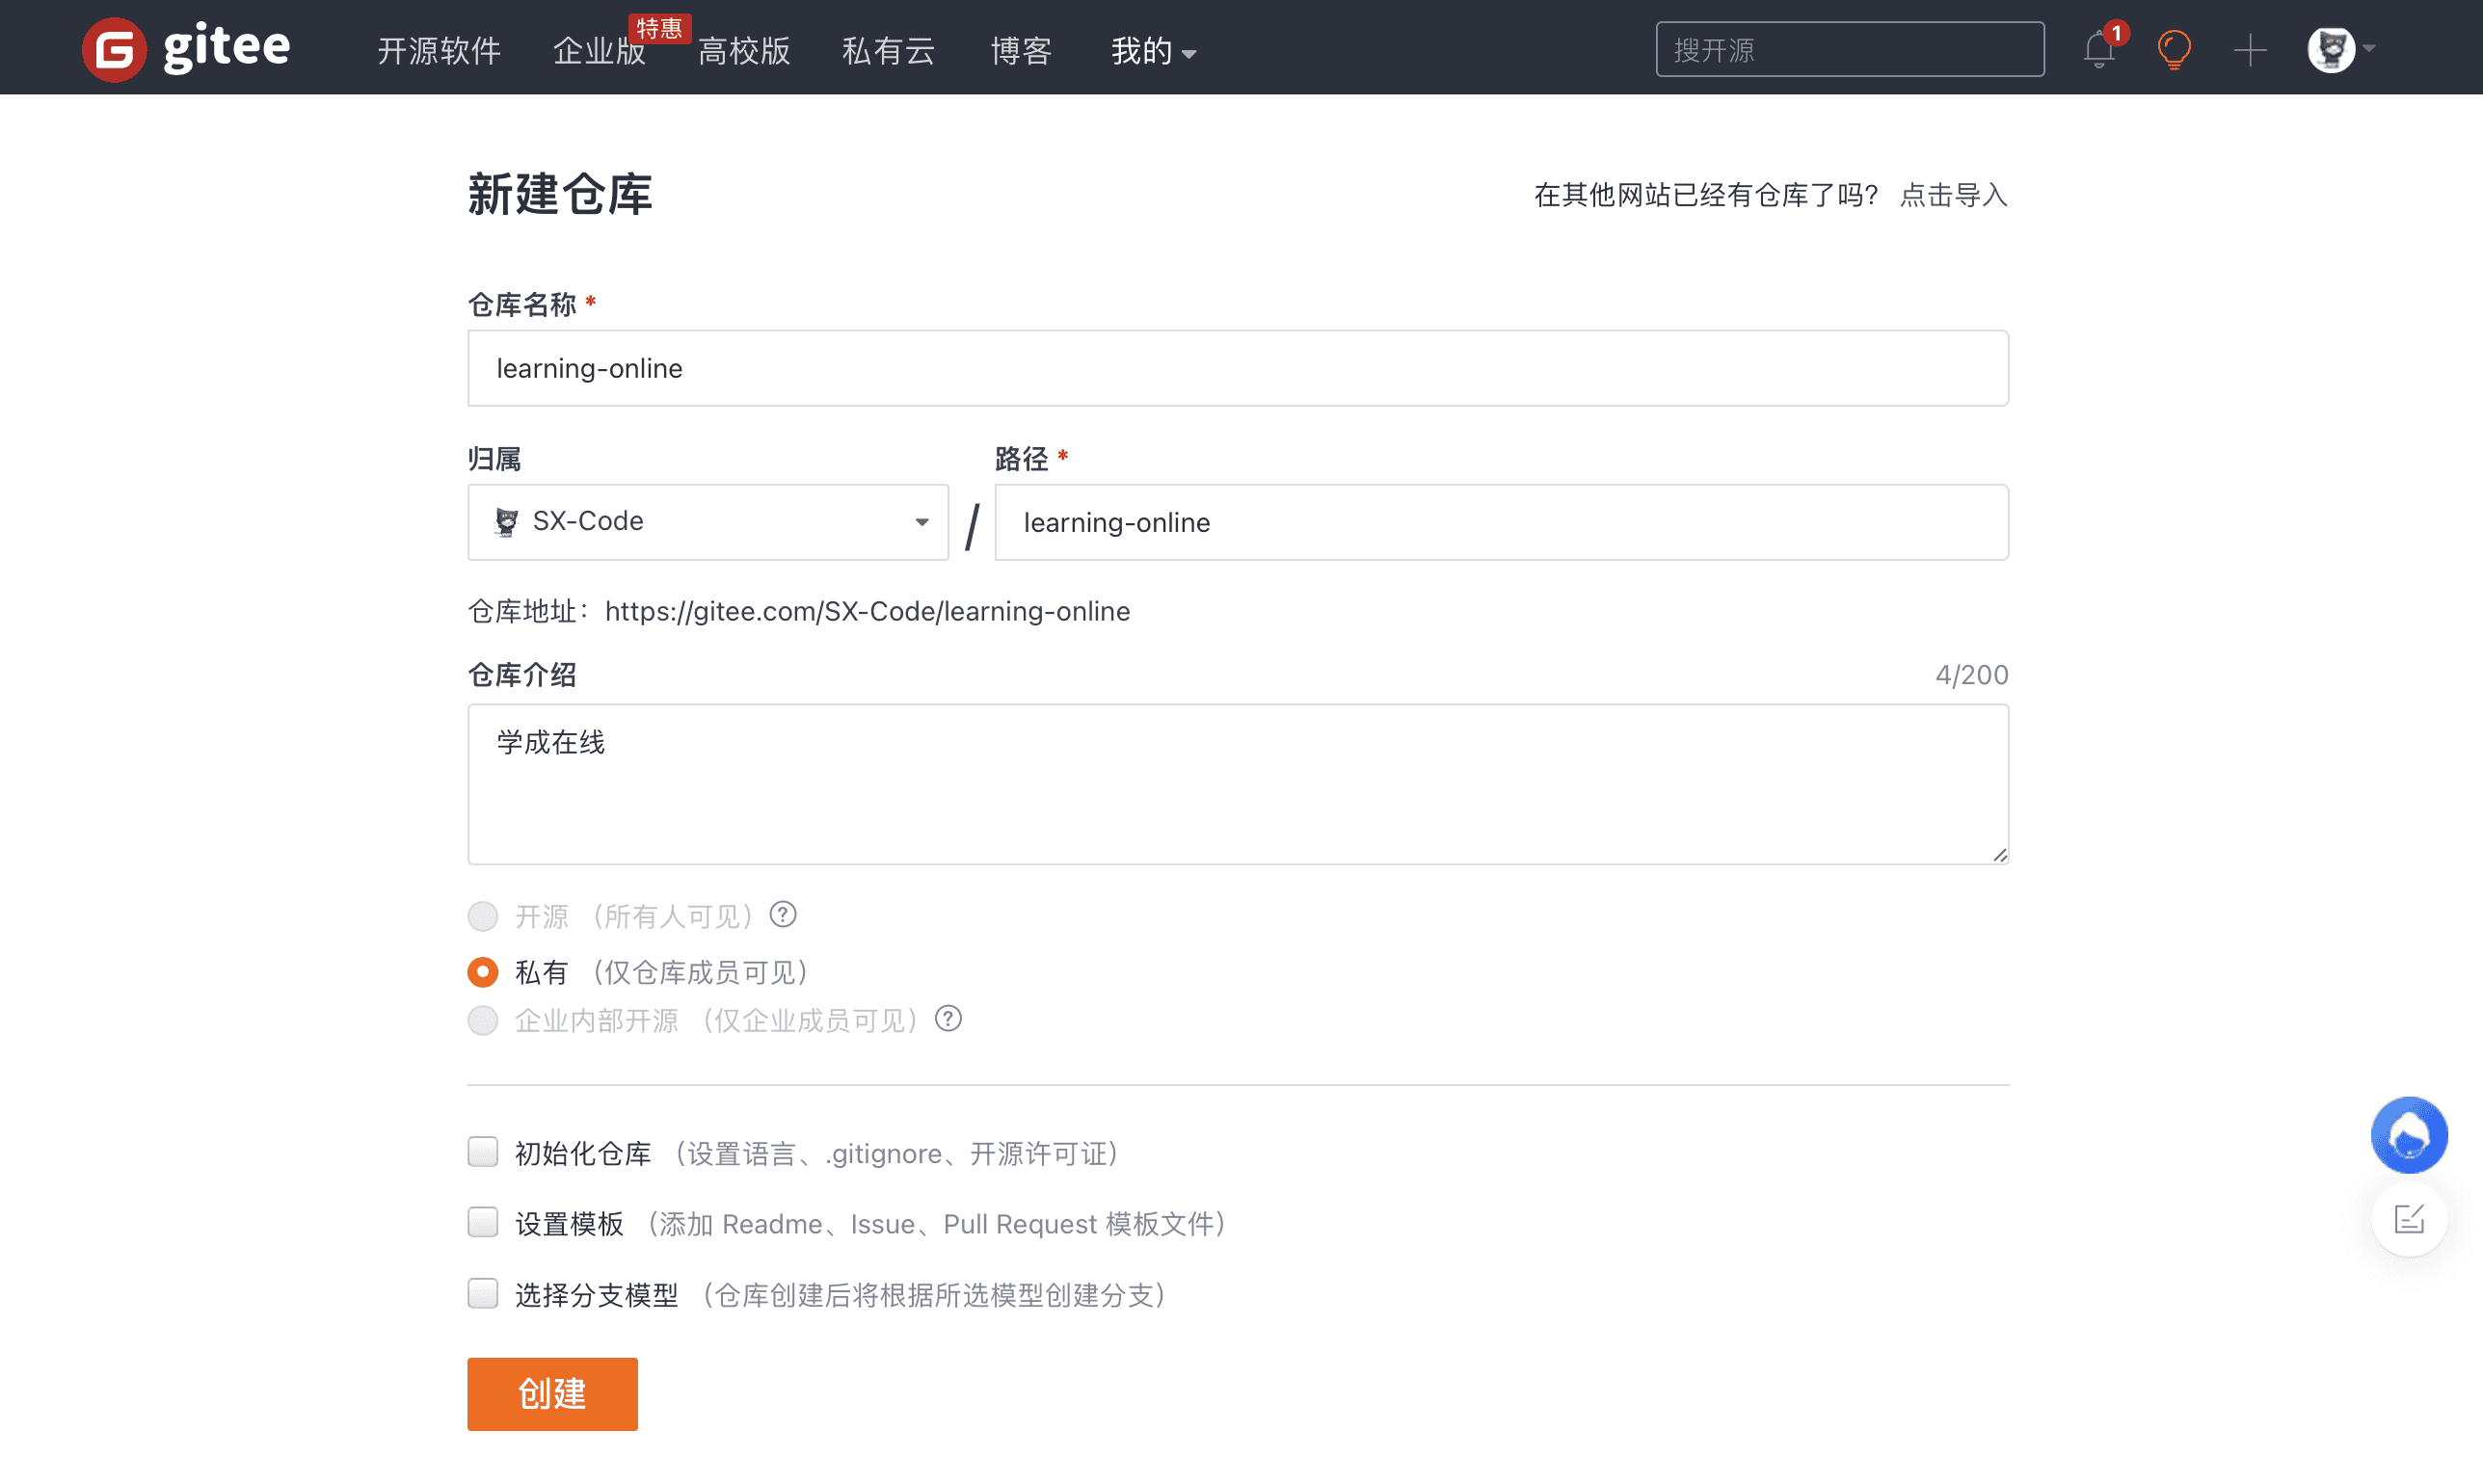 gitee 开源软件 企业版 特惠 高校版 私有云 博客 我的 搜开源 1
新建仓库 在其他网站已经有仓库了吗? 点击导入
仓库名称 *
learning-online
归属 路径 *
SX-Code / learning-online
仓库地址：https://gitee.com/SX-Code/learning-online
仓库介绍 4/200
学成在线
开源 （所有人可见） ?
私有 （仅仓库成员可见）
企业内部开源 （仅企业成员可见） ?
初始化仓库 （设置语言、.gitignore、开源许可证）
设置模板 （添加 Readme、Issue、Pull Request 模板文件）
选择分支模型 （仓库创建后将根据所选模型创建分支）
创建